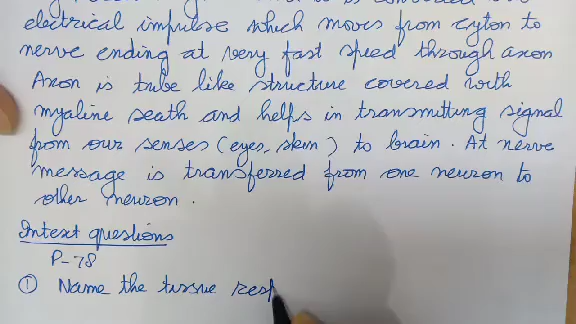 electrical impulse which moves from cyton to
nerve ending at very fast speed through axon
Axon is tube like structure covered with
myaline seath and helps in transmitting signal
from our senses (eyes, skin) to brain. At nerve
message is transferred from one neuron to
other neuron.
Intext questions
P-78
① Name the tissue resp